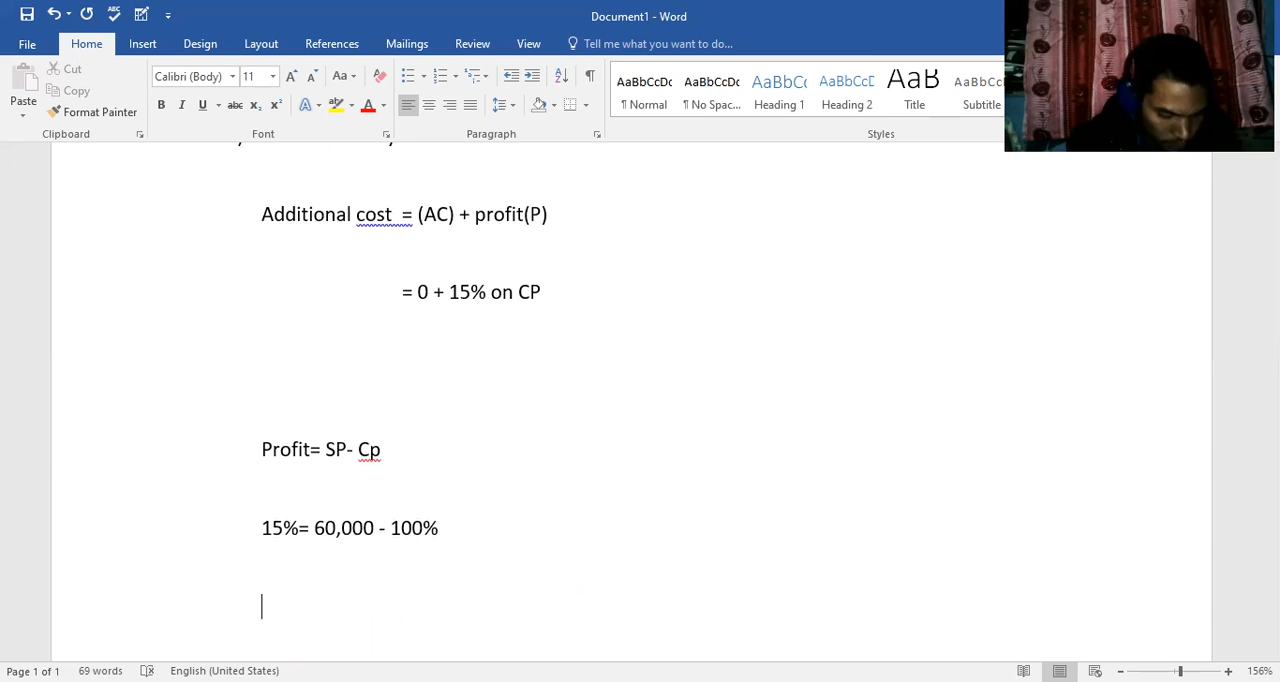 Document1 - Word
File Home Insert Design Layout References Mailings Review View Tell me what you want to do...
Cut
Copy
Format Painter
Paste
Calibri (Body) 11
AaBbCcDc AaBbCcDc AaBbCc AaBbCcD AaB AaBbCcD
¶ Normal ¶ No Spac... Heading 1 Heading 2 Title Subtitle
Clipboard Font Paragraph Styles
Additional cost = (AC) + profit(P)
= 0 + 15% on CP
Profit= SP- Cp
15%= 60,000 - 100%
Page 1 of 1 69 words English (United States) 156%